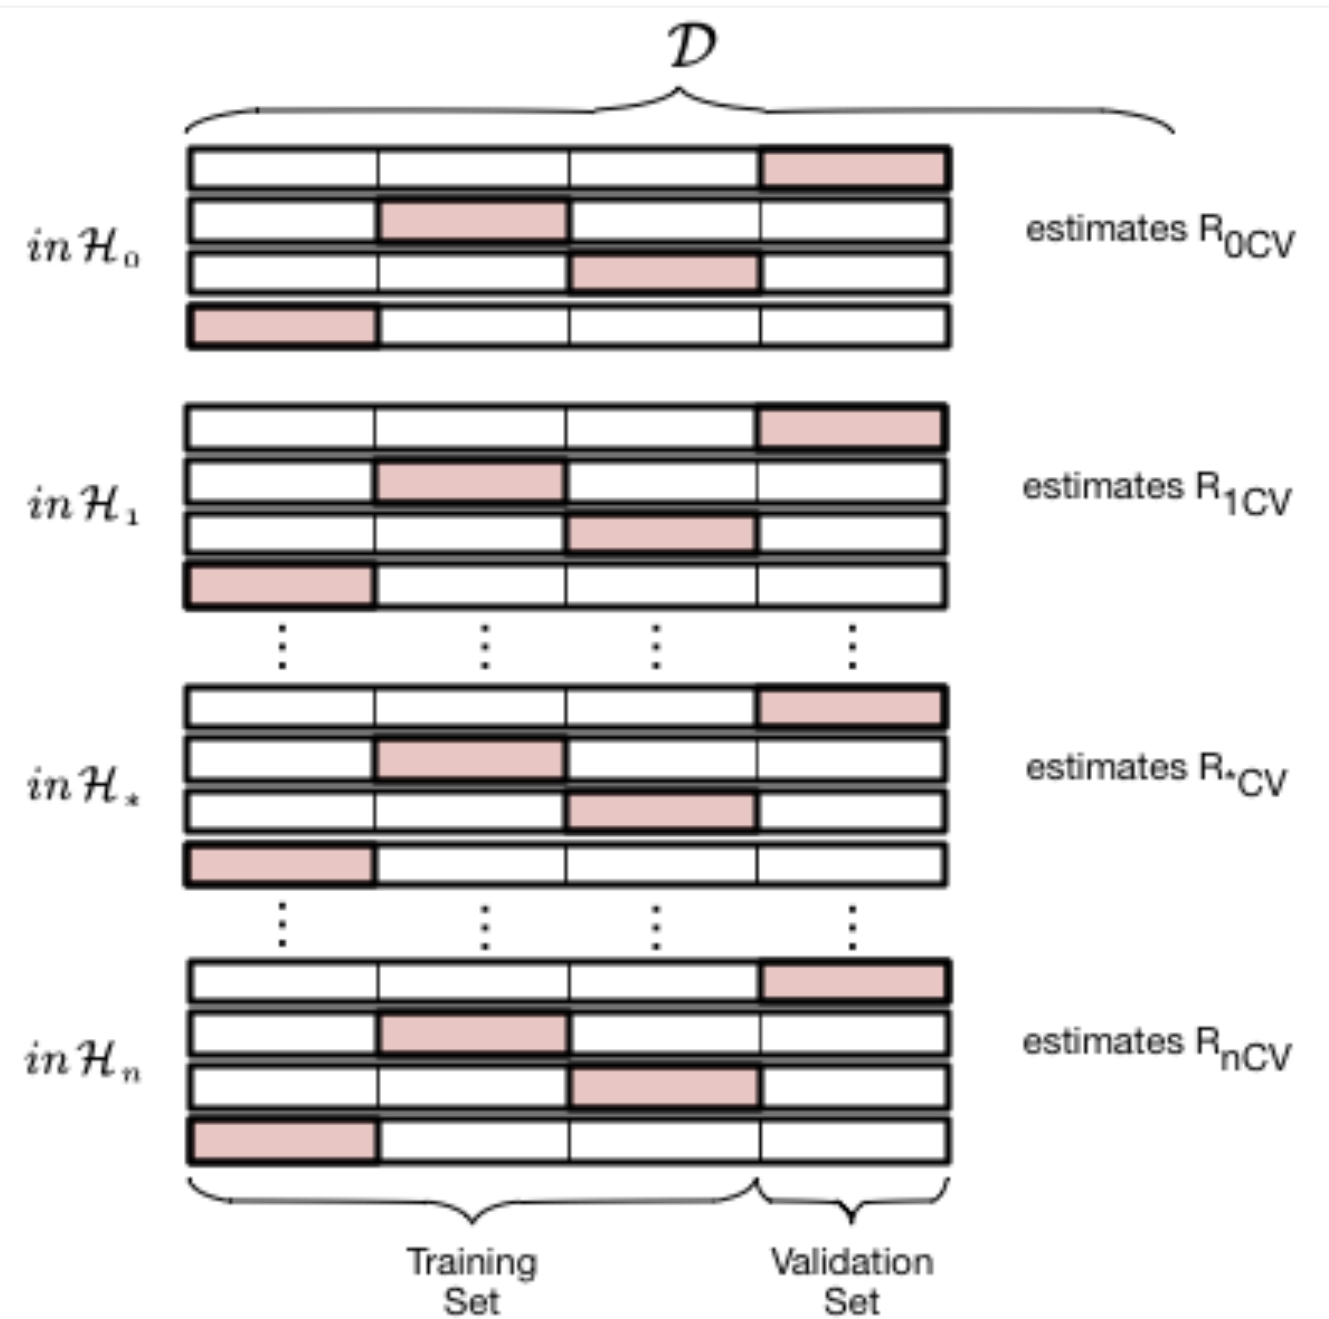 𝒟
in ℋ₀
estimates R₀CV
in ℋ₁
estimates R₁CV
in ℋ*
estimates R*CV
in ℋₙ
estimates RₙCV
Training
Set
Validation
Set